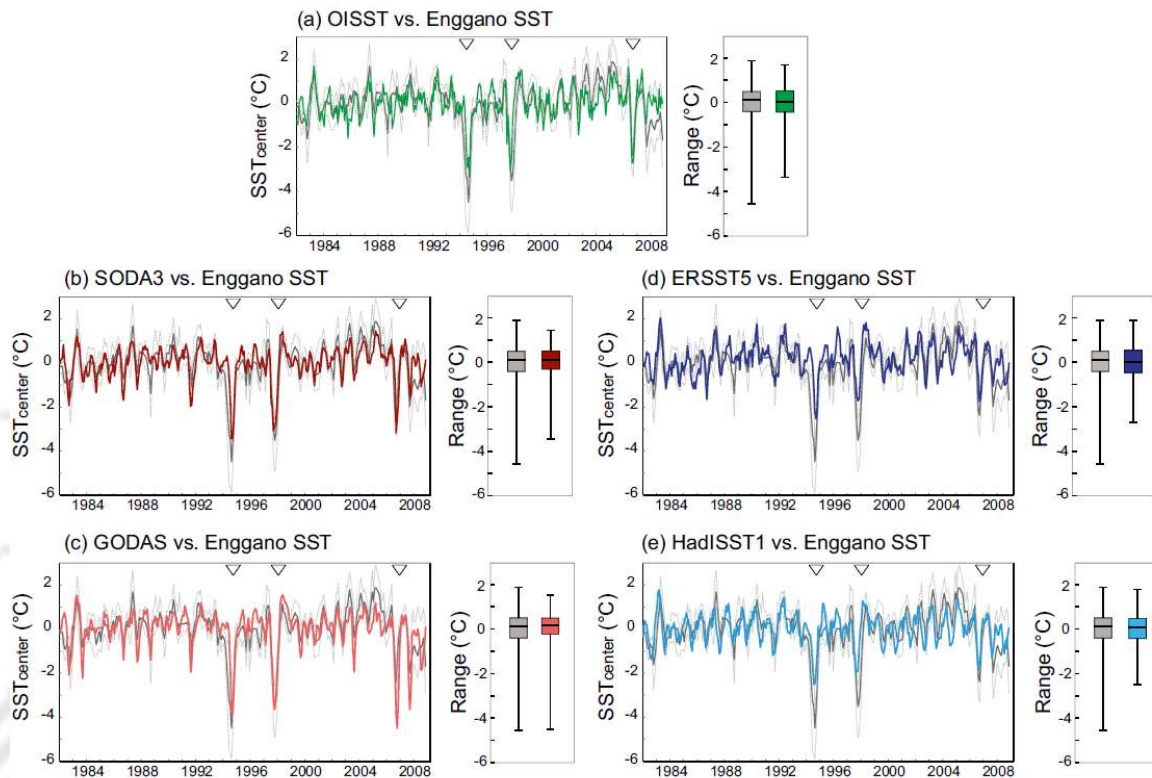 (a) OISST vs. Enggano SST
SSTcenter (°C)
2
0
-2
-4
-6
1984 1988 1992 1996 2000 2004 2008
Range (°C)
2
0
-2
-4
-6
(b) SODA3 vs. Enggano SST
SSTcenter (°C)
2
0
-2
-4
-6
1984 1988 1992 1996 2000 2004 2008
Range (°C)
2
0
-2
-4
-6
(d) ERSST5 vs. Enggano SST
SSTcenter (°C)
2
0
-2
-4
-6
1984 1988 1992 1996 2000 2004 2008
Range (°C)
2
0
-2
-4
-6
(c) GODAS vs. Enggano SST
SSTcenter (°C)
2
0
-2
-4
-6
1984 1988 1992 1996 2000 2004 2008
Range (°C)
2
0
-2
-4
-6
(e) HadISST1 vs. Enggano SST
SSTcenter (°C)
2
0
-2
-4
-6
1984 1988 1992 1996 2000 2004 2008
Range (°C)
2
0
-2
-4
-6